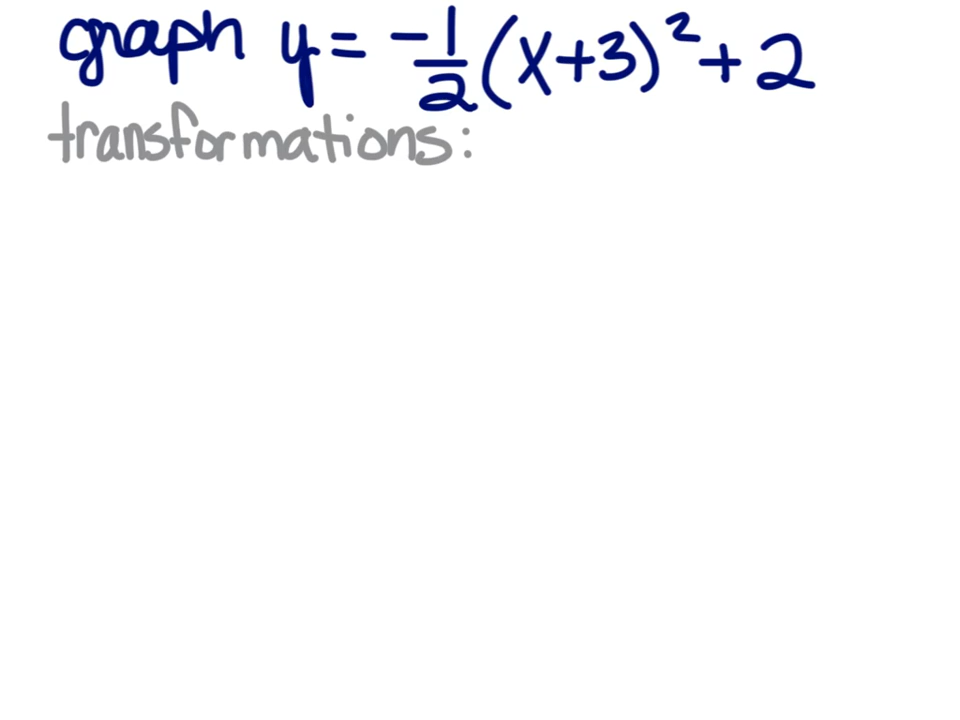 graph y = -1/2 (x+3)² + 2
transformations: